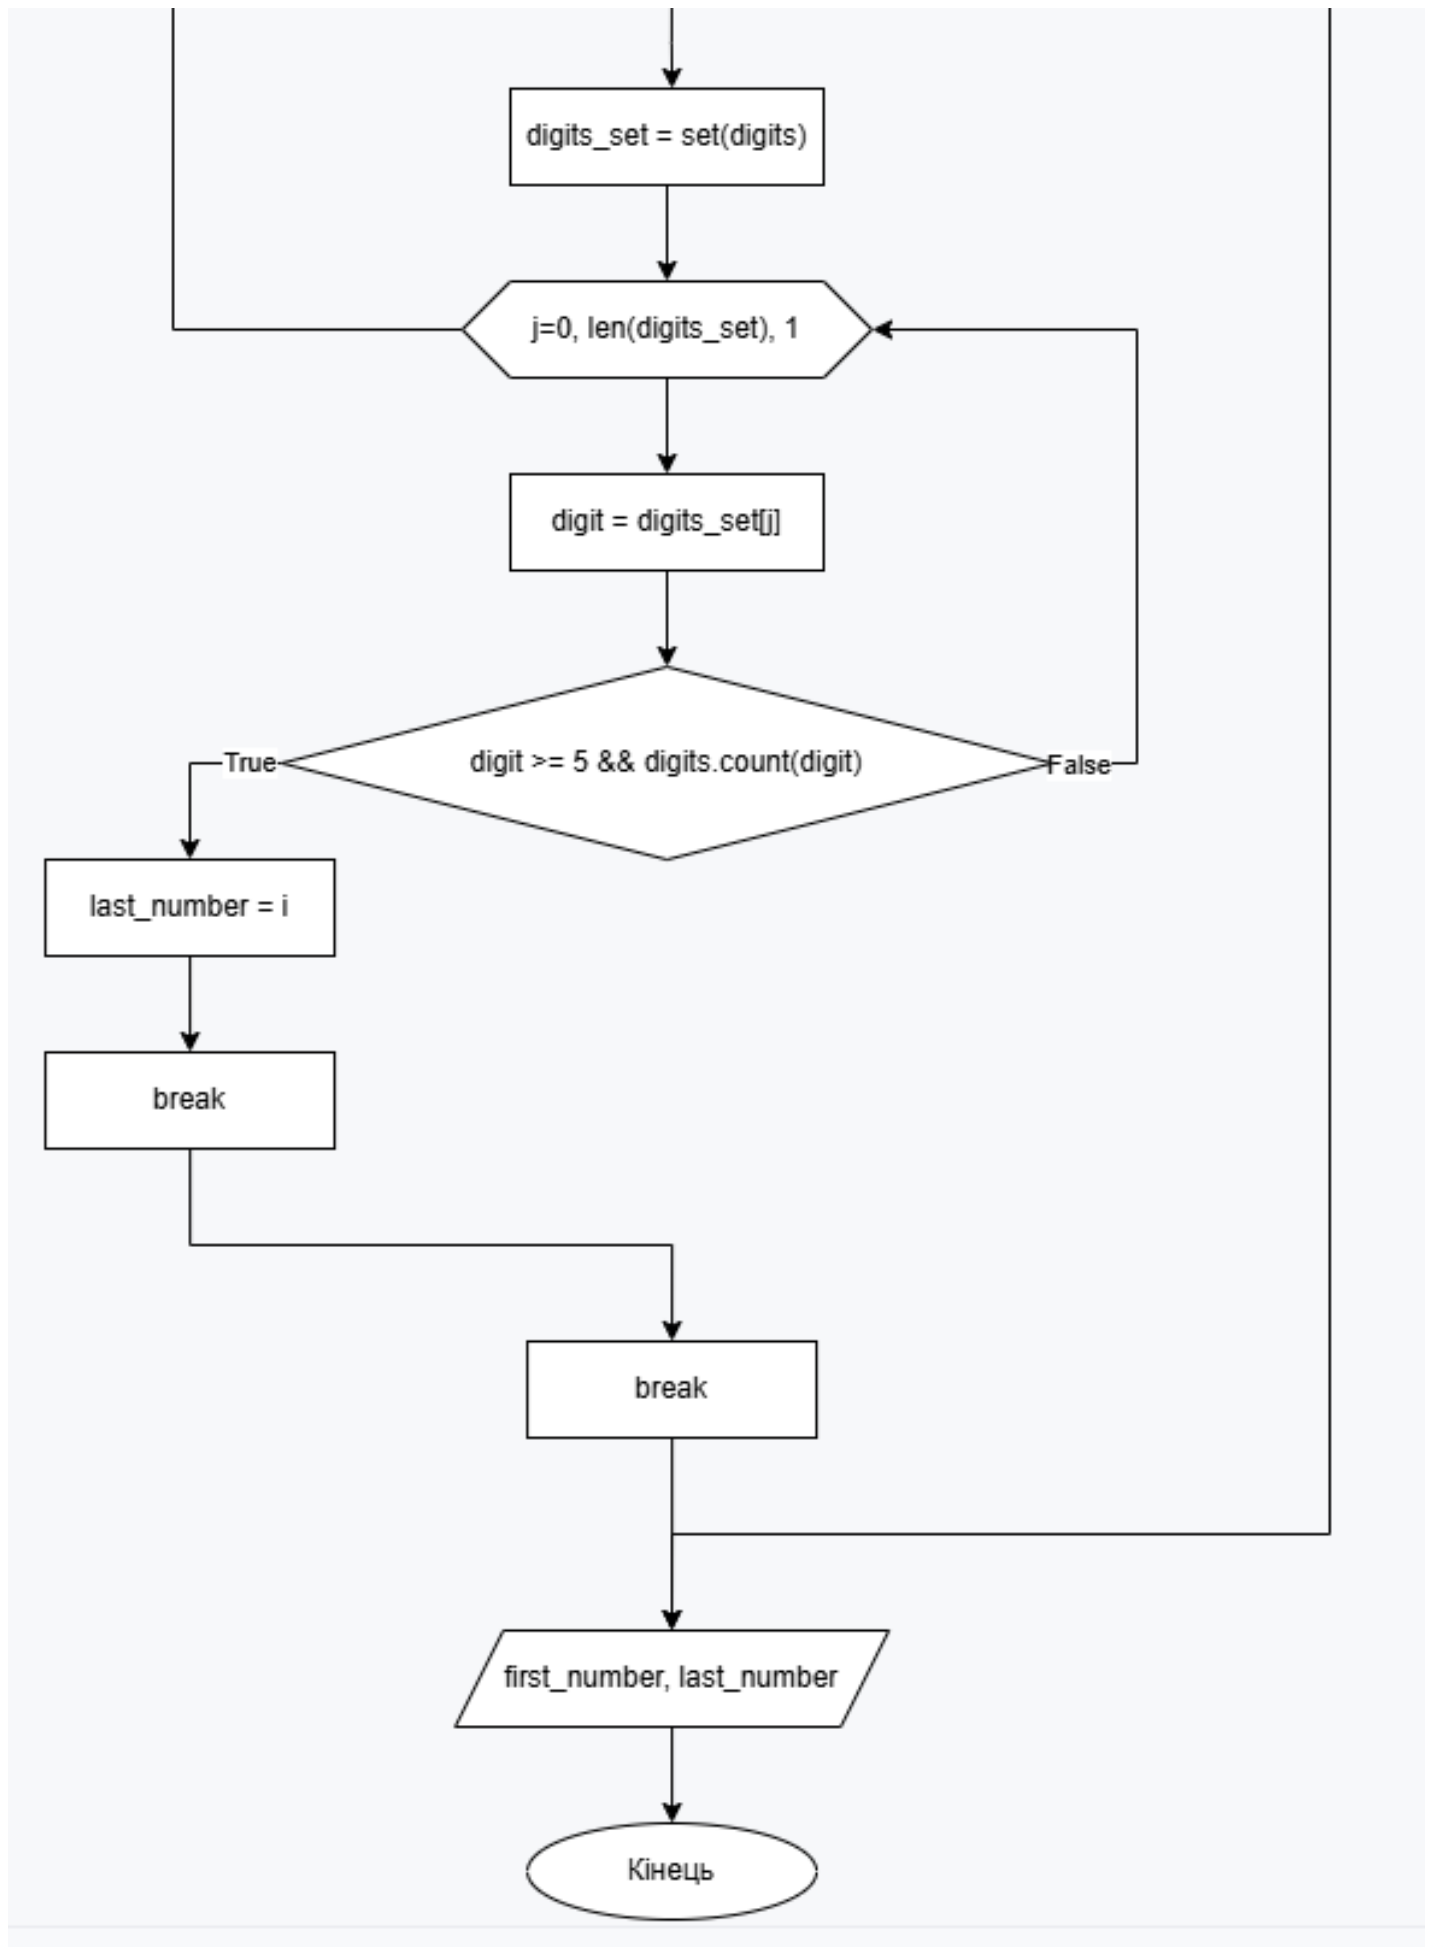 digits_set = set(digits)
j=0, len(digits_set), 1
digit = digits_set[j]
digit >= 5 && digits.count(digit)
True
False
last_number = i
break
break
first_number, last_number
Кінець